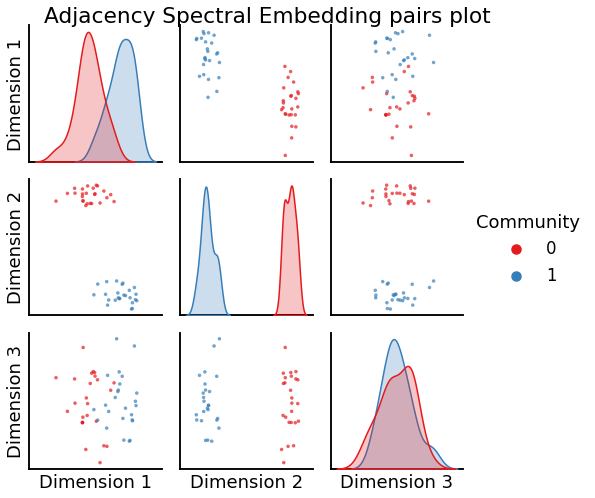 Adjacency Spectral Embedding pairs plot
Dimension 1
Dimension 2
Community
0
1
Dimension 3
Dimension 1
Dimension 2
Dimension 3